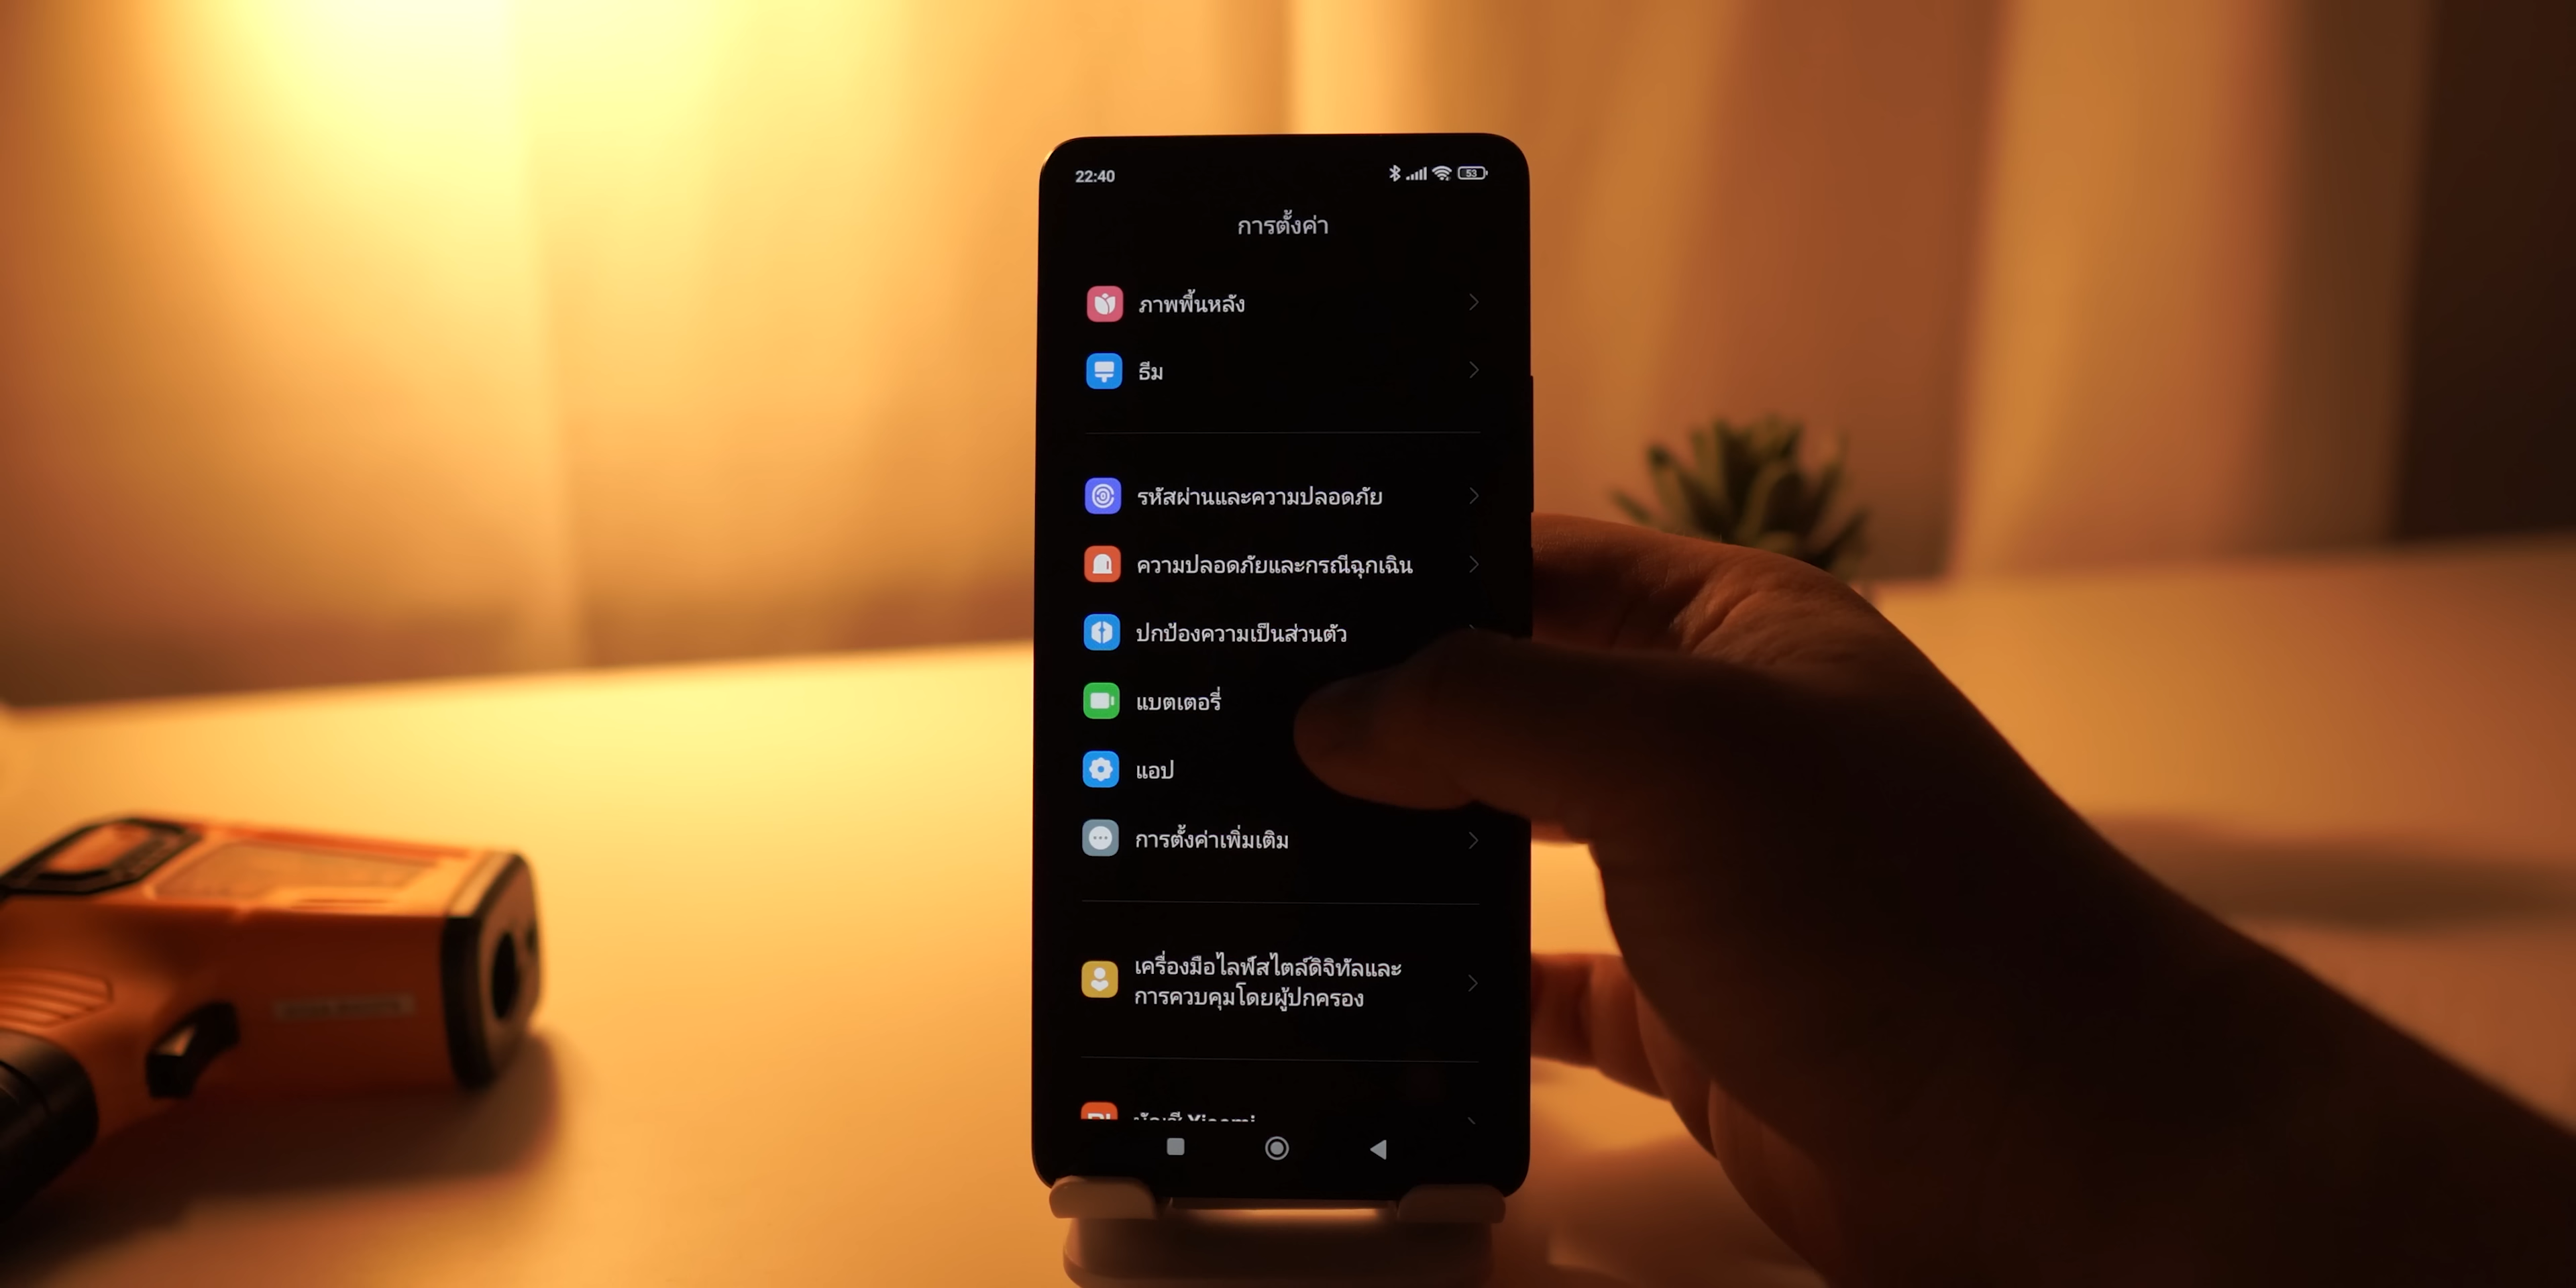 22:40
53
การตั้งค่า
ภาพพื้นหลัง
ธีม
รหัสผ่านและความปลอดภัย
ความปลอดภัยและกรณีฉุกเฉิน
ปกป้องความเป็นส่วนตัว
แบตเตอรี่
แอป
การตั้งค่าเพิ่มเติม
เครื่องมือไลฟ์สไตล์ดิจิทัลและ
การควบคุมโดยผู้ปกครอง
บัญชี Xiaomi